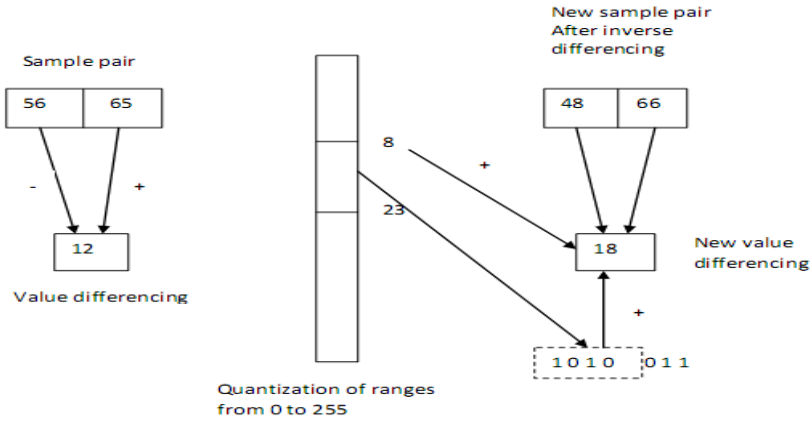 New sample pair
After inverse
differencing
Sample pair
56 65
48 66
8
+
- +
23
12
18
New value
differencing
Value differencing
+
1 0 1 0 0 1 1
Quantization of ranges
from 0 to 255